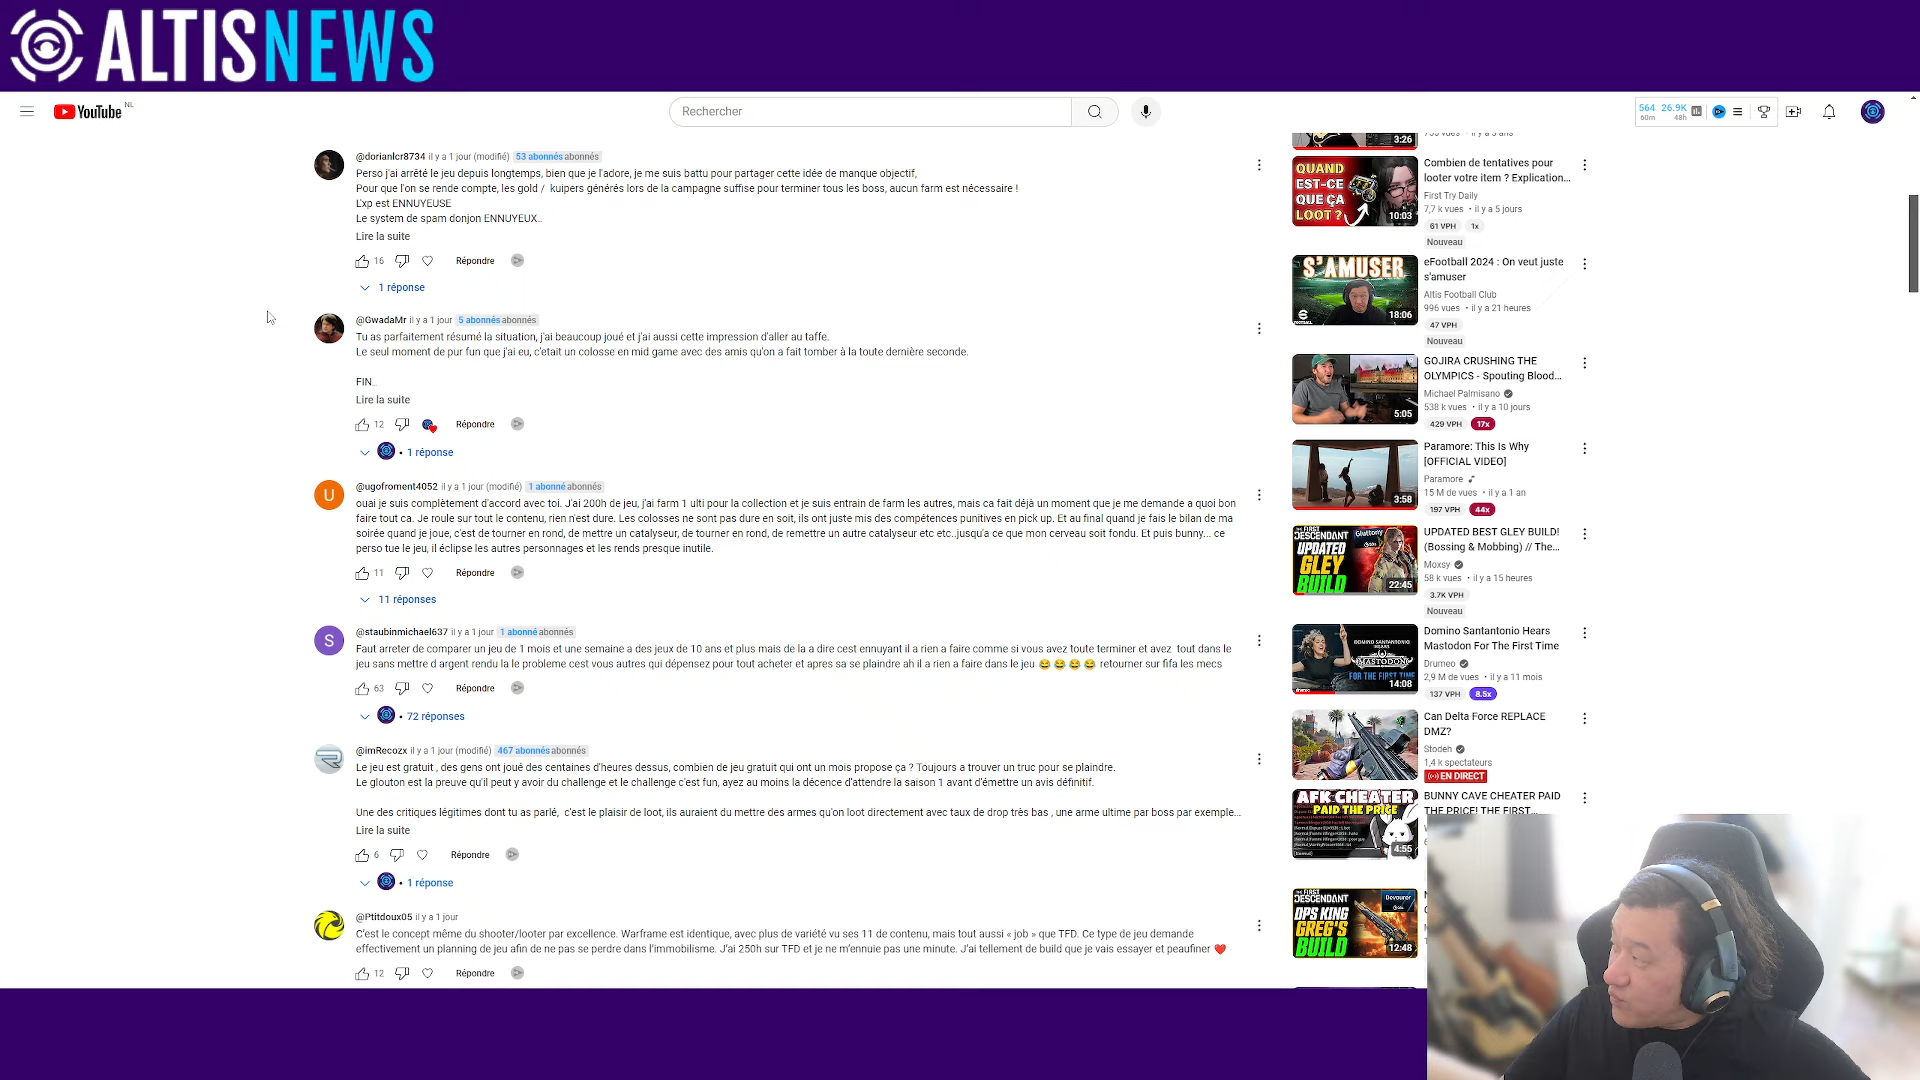 ALTISNEWS
YouTube NL
Rechercher
564 26.9K
60m 48h
@dorianlcr8734 il y a 1 jour (modifié) 53 abonnés abonnés
Perso j'ai arrêté le jeu depuis longtemps, bien que je l'adore, je me suis battu pour partager cette idée de manque objectif,
Pour que l'on se rende compte, les gold / kuipers générés lors de la campagne suffise pour terminer tous les boss, aucun farm est nécessaire !
L'xp est ENNUYEUSE
Le system de spam donjon ENNUYEUX..
Lire la suite
16 Répondre
1 réponse
@GwadaMr il y a 1 jour 5 abonnés abonnés
Tu as parfaitement résumé la situation, j'ai beaucoup joué et j'ai aussi cette impression d'aller au taffe.
Le seul moment de pur fun que j'ai eu, c'etait un colosse en mid game avec des amis qu'on a fait tomber à la toute dernière seconde.
FIN..
Lire la suite
12 Répondre
• 1 réponse
U
@ugofroment4052 il y a 1 jour (modifié) 1 abonné abonnés
ouai je suis complètement d'accord avec toi. J'ai 200h de jeu, j'ai farm 1 ulti pour la collection et je suis entrain de farm les autres, mais ca fait déjà un moment que je me demande a quoi bon
faire tout ca. Je roule sur tout le contenu, rien n'est dure. Les colosses ne sont pas dure en soit, ils ont juste mis des compétences punitives en pick up. Et au final quand je fais le bilan de ma
soirée quand je joue, c'est de tourner en rond, de mettre un catalyseur, de tourner en rond, de remettre un autre catalyseur etc etc..jusqu'a ce que mon cerveau soit fondu. Et puis bunny... ce
perso tue le jeu, il éclipse les autres personnages et les rends presque inutile.
11 Répondre
11 réponses
S
@staubinmichael637 il y a 1 jour 1 abonné abonnés
Faut arreter de comparer un jeu de 1 mois et une semaine a des jeux de 10 ans et plus mais de la a dire cest ennuyant il a rien a faire comme si vous avez toute terminer et avez tout dans le
jeu sans mettre d argent rendu la le probleme cest vous autres qui dépensez pour tout acheter et apres sa se plaindre ah il a rien a faire dans le jeu 😂😂😂😂 retourner sur fifa les mecs
63 Répondre
• 72 réponses
@imRecozx il y a 1 jour (modifié) 467 abonnés abonnés
Le jeu est gratuit , des gens ont joué des centaines d'heures dessus, combien de jeu gratuit qui ont un mois propose ça ? Toujours a trouver un truc pour se plaindre.
Le glouton est la preuve qu'il peut y avoir du challenge et le challenge c'est fun, ayez au moins la décence d'attendre la saison 1 avant d'émettre un avis définitif.
Une des critiques légitimes dont tu as parlé, c'est le plaisir de loot, ils auraient du mettre des armes qu'on loot directement avec taux de drop très bas , une arme ultime par boss par exemple...
Lire la suite
6 Répondre
• 1 réponse
@Ptitdoux05 il y a 1 jour
C'est le concept même du shooter/looter par excellence. Warframe est identique, avec plus de variété vu ses 11 de contenu, mais tout aussi « job » que TFD. Ce type de jeu demande
effectivement un planning de jeu afin de ne pas se perdre dans l'immobilisme. J'ai 250h sur TFD et je ne m'ennuie pas une minute. J'ai tellement de build que je vais essayer et peaufiner ❤️
12 Répondre
3:26
QUAND
EST-CE
QUE ÇA
LOOT ?
10:03
Combien de tentatives pour
looter votre item ? Explication...
First Try Daily
7,7 k vues • il y a 5 jours
61 VPH 1x
Nouveau
S'AMUSER
18:06
eFootball 2024 : On veut juste
s'amuser
Altis Football Club
996 vues • il y a 21 heures
47 VPH
Nouveau
5:05
GOJIRA CRUSHING THE
OLYMPICS - Spouting Blood...
Michael Palmisano
538 k vues • il y a 10 jours
429 VPH 17x
3:58
Paramore: This Is Why
[OFFICIAL VIDEO]
Paramore
15 M de vues • il y a 1 an
197 VPH 44x
THE FIRST
DESCENDANT
Gluttony
UPDATED
GLEY
BUILD
22:45
UPDATED BEST GLEY BUILD!
(Bossing & Mobbing) // The...
Moxsy
58 k vues • il y a 15 heures
3.7K VPH
Nouveau
DOMINO SANTANTONIO
HEARS
MASTODON
FOR THE FIRST TIME
14:08
Domino Santantonio Hears
Mastodon For The First Time
Drumeo
2,9 M de vues • il y a 11 mois
137 VPH 8.5x
Can Delta Force REPLACE
DMZ?
Stodeh
1,4 k spectateurs
EN DIRECT
AFK CHEATER
PAID THE PRICE
4:55
BUNNY CAVE CHEATER PAID
THE PRICE! THE FIRST...
THE FIRST
DESCENDANT
Devourer
DPS KING
GREG'S
BUILD
12:48